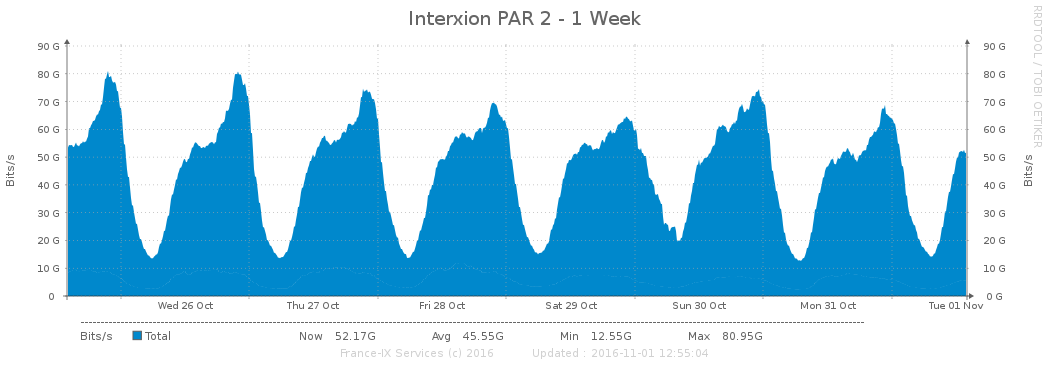 Interxion PAR 2 - 1 Week
RRDTOOL / TOBI OETIKER
90 G 90 G
80 G 80 G
70 G 70 G
60 G 60 G
50 G 50 G
40 G 40 G
30 G 30 G
20 G 20 G
10 G 10 G
0 0 G
Bits/s Bits/s
Wed 26 Oct Thu 27 Oct Fri 28 Oct Sat 29 Oct Sun 30 Oct Mon 31 Oct Tue 01 Nov
Bits/s Total Now 52.17G Avg 45.55G Min 12.55G Max 80.95G
France-IX Services (c) 2016 Updated : 2016-11-01 12:55:04